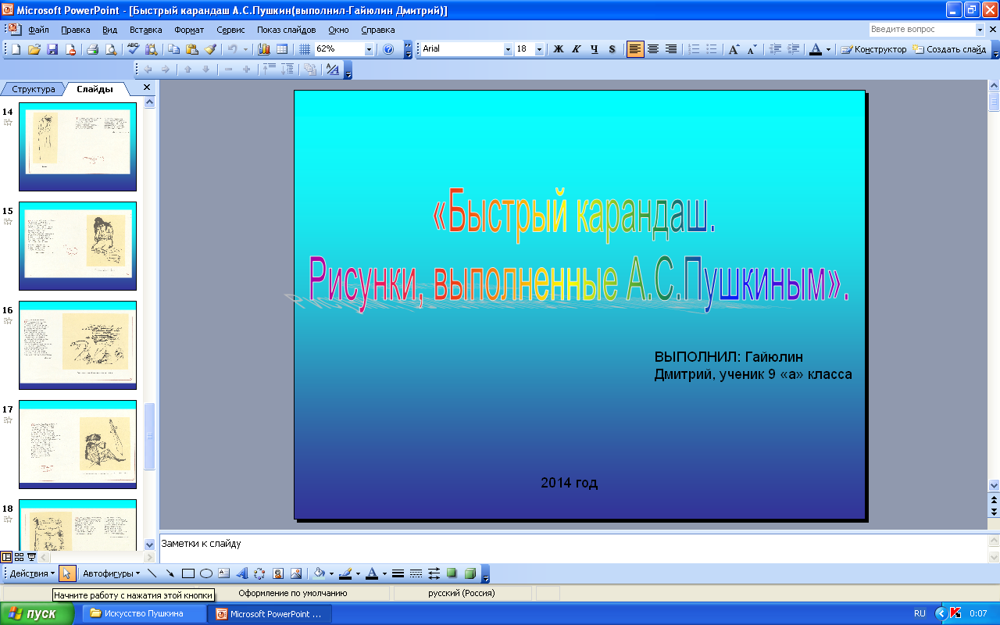 Microsoft PowerPoint - [Быстрый карандаш А.С.Пушкин(выполнил-Гайюлин Дмитрий)]
Файл Правка Вид Вставка Формат Сервис Показ слайдов Окно Справка Введите вопрос
62% Arial 18 Ж К Ч S Конструктор Создать слайд
Структура Слайды
14
15
16
17
18
«Быстрый карандаш.
Рисунки, выполненные А.С.Пушкиным».
ВЫПОЛНИЛ: Гайюлин
Дмитрий, ученик 9 «а» класса
2014 год
Заметки к слайду
Действия Автофигуры
Начните работу с нажатия этой кнопки
Оформление по умолчанию русский (Россия)
пуск Искусство Пушкина Microsoft PowerPoint ... RU 0:07